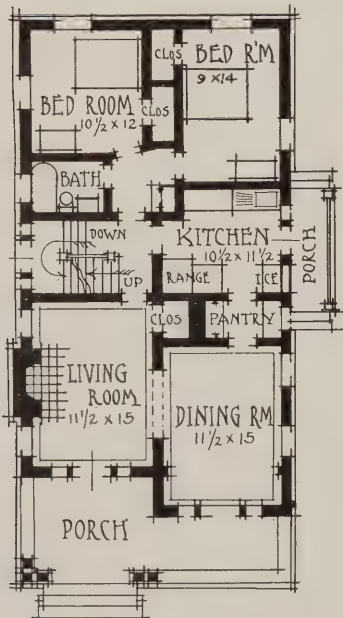 CLOS
BED R'M
9 X 14
BED ROOM
10 1/2 X 12
CLOS
BATH
DOWN
UP
KITCHEN
10 1/2 X 11 1/2
RANGE
ICE
PORCH
CLOS
PANTRY
LIVING
ROOM
11 1/2 X 15
DINING RM
11 1/2 X 15
PORCH